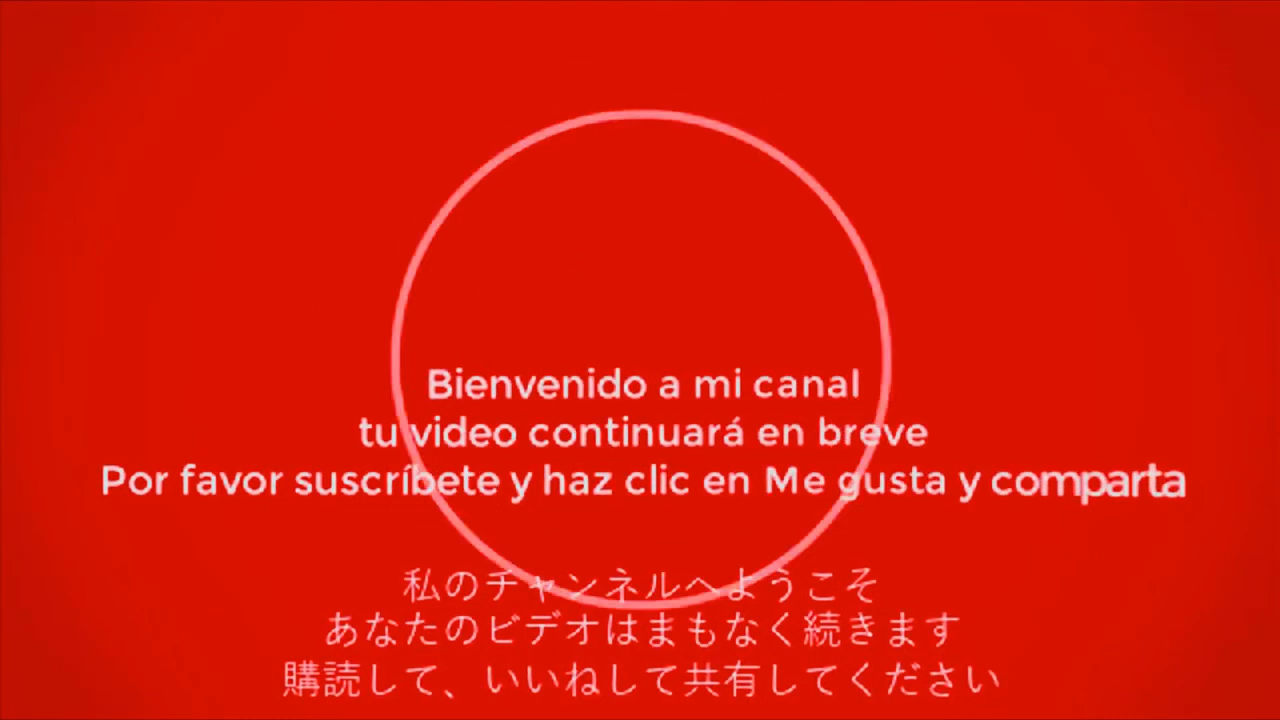 Bienvenido a mi canal
tu video continuará en breve
Por favor suscríbete y haz clic en Me gusta y comparta
私のチャンネルへようこそ
あなたのビデオはまもなく続きます
購読して、いいねして共有してください